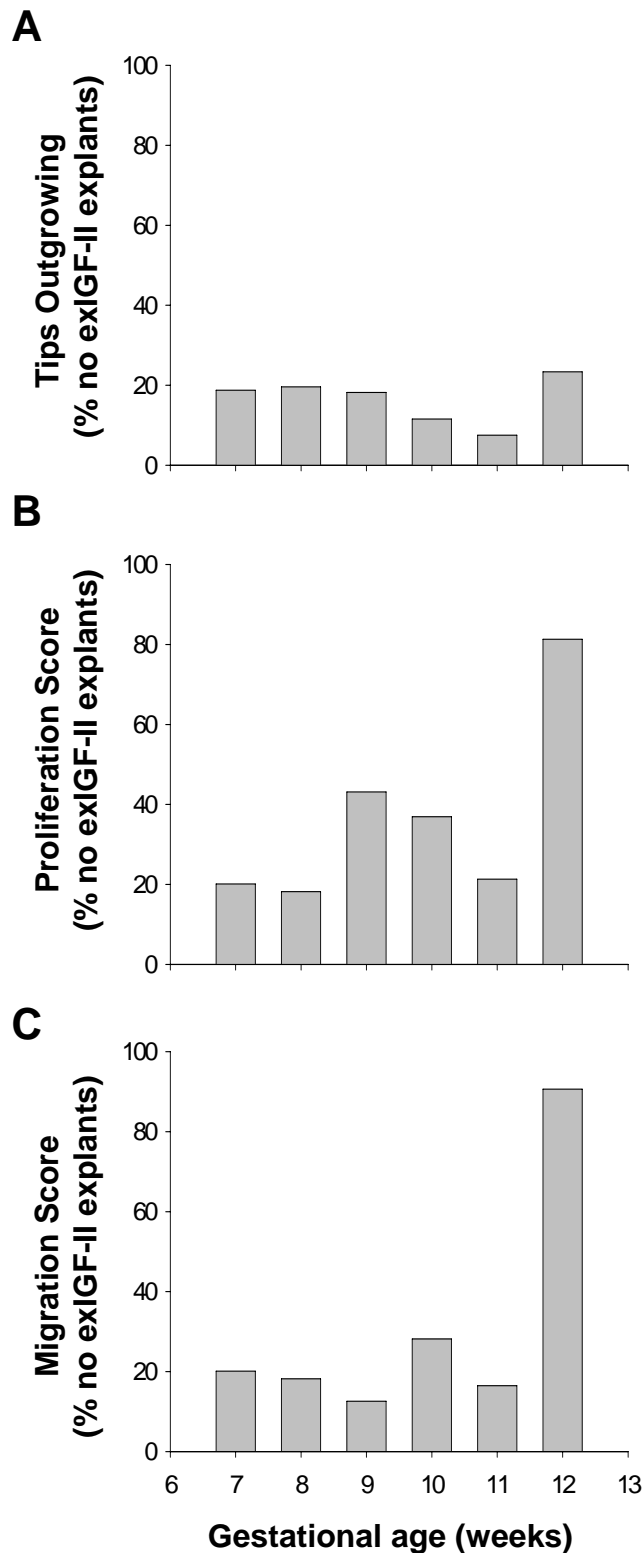 A
100
80
60
40
20
0
Tips Outgrowing
(% no exIGF-II explants)
B
100
80
60
40
20
0
Proliferation Score
(% no exIGF-II explants)
C
100
80
60
40
20
0
Migration Score
(% no exIGF-II explants)
6 7 8 9 10 11 12 13
Gestational age (weeks)